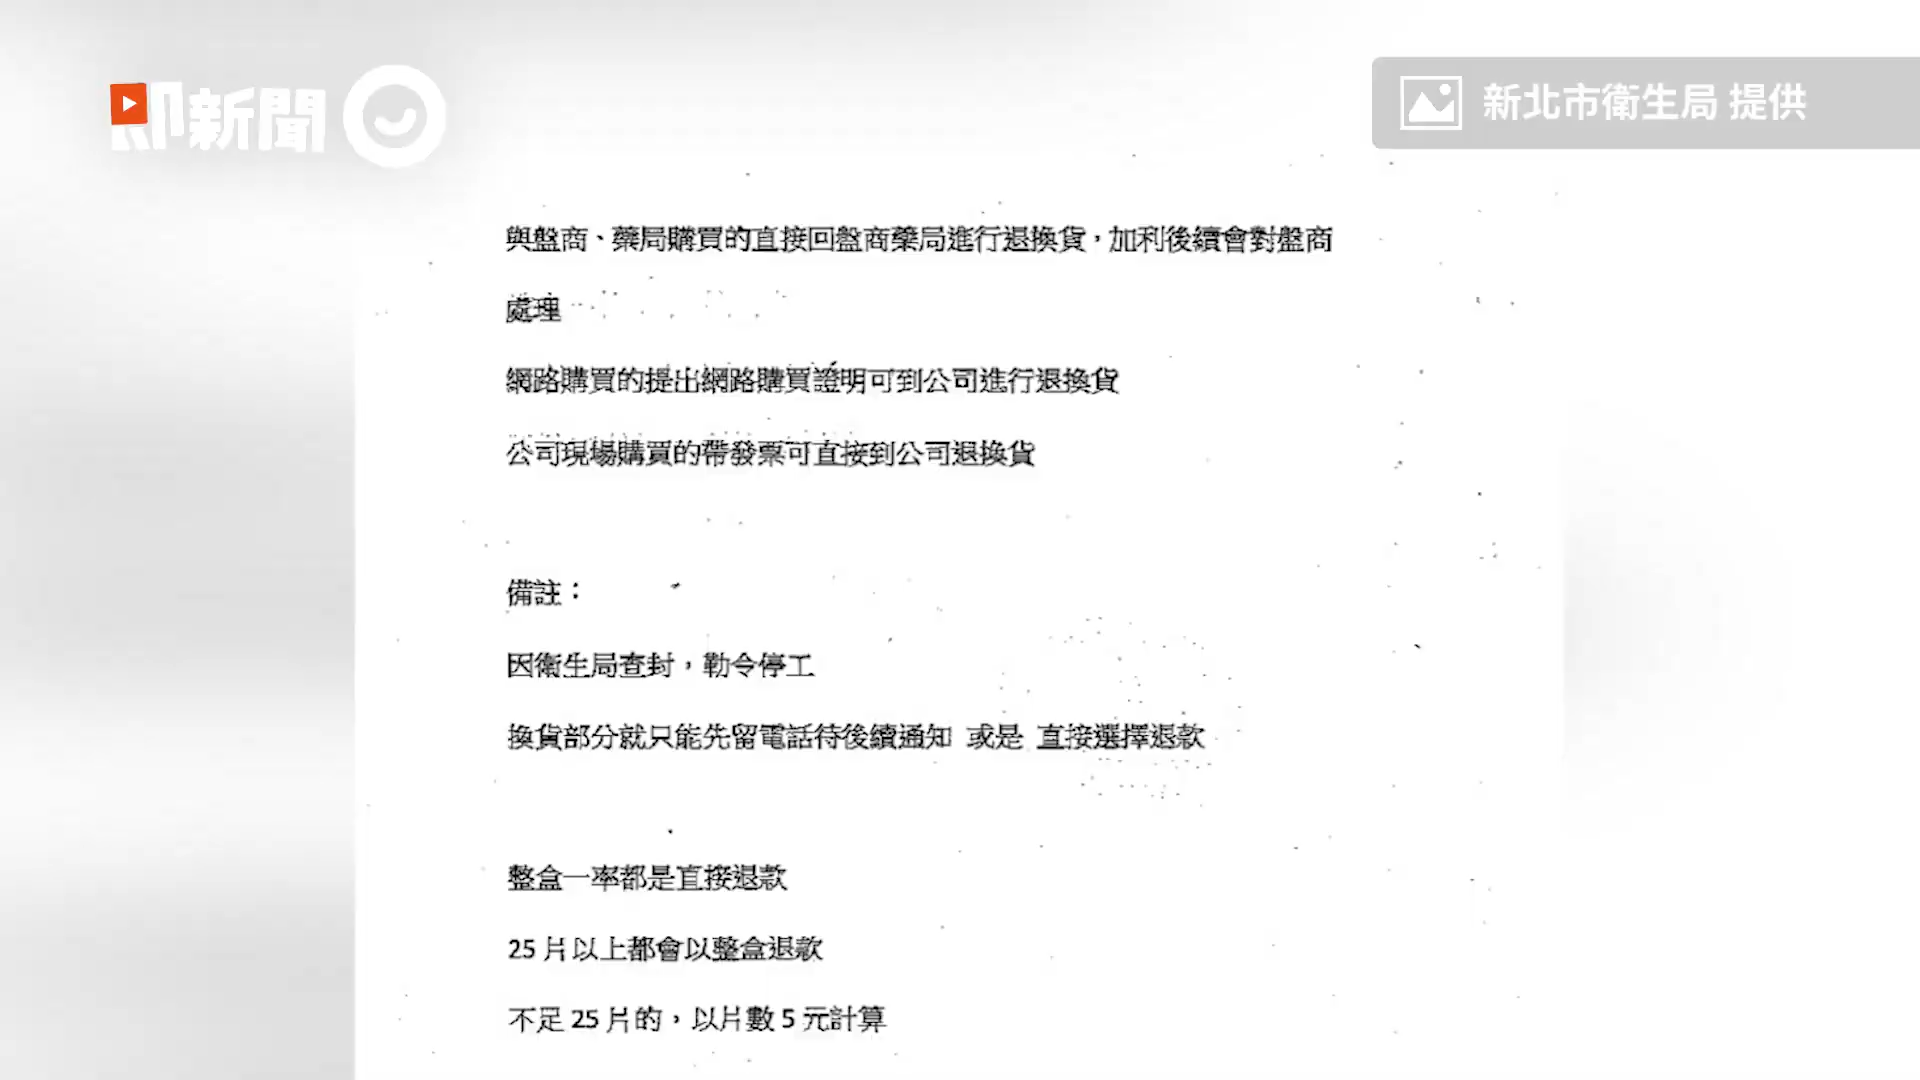 即新聞
新北市衛生局 提供
與盤商、藥局購買的直接回盤商藥局進行退換貨，加利後續會對盤商
處理
網路購買的提出網路購買證明可到公司進行退換貨
公司現場購買的帶發票可直接到公司退換貨
備註：
因衛生局查封，勒令停工
換貨部分就只能先留電話待後續通知 或是 直接選擇退款
整盒一率都是直接退款
25 片以上都會以整盒退款
不足 25 片的，以片數 5 元計算